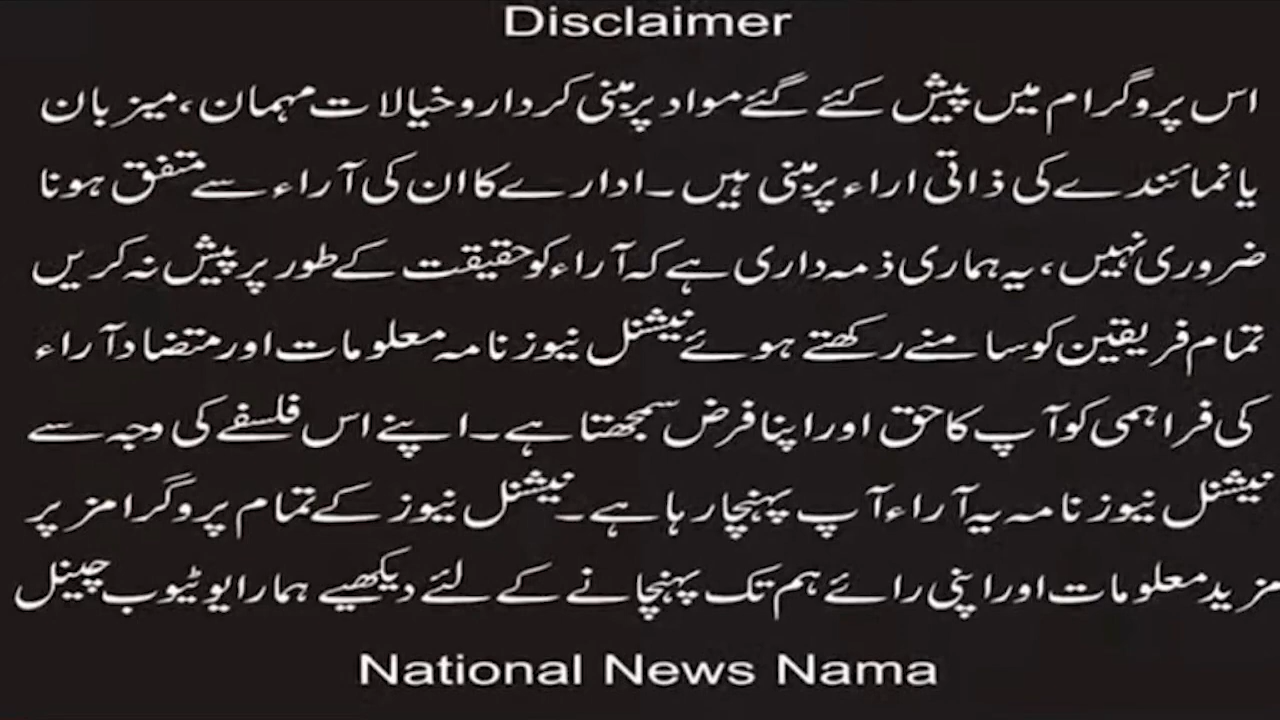 Disclaimer
اس پروگرام میں پیش کئے گئے مواد پر مبنی کردار و خیالات مہمان، میزبان
یا نمائندے کی ذاتی اراء پر مبنی ہیں۔ ادارے کا ان کی آراء سے متفق ہونا
ضروری نہیں، یہ ہماری ذمہ داری ہے کہ آراء کو حقیقت کے طور پر پیش نہ کریں
تمام فریقین کو سامنے رکھتے ہوئے نیشنل نیوز نامہ معلومات اور متضاد آراء
کی فراہمی کو آپ کا حق اور اپنا فرض سمجھتا ہے۔ اپنے اس فلسفے کی وجہ سے
نیشنل نیوز نامہ یہ آراء آپ پہنچا رہا ہے۔ نیشنل نیوز کے تمام پروگرامز پر
مزید معلومات اور اپنی رائے ہم تک پہنچانے کے لئے دیکھیے ہمارا یوٹیوب چینل
National News Nama